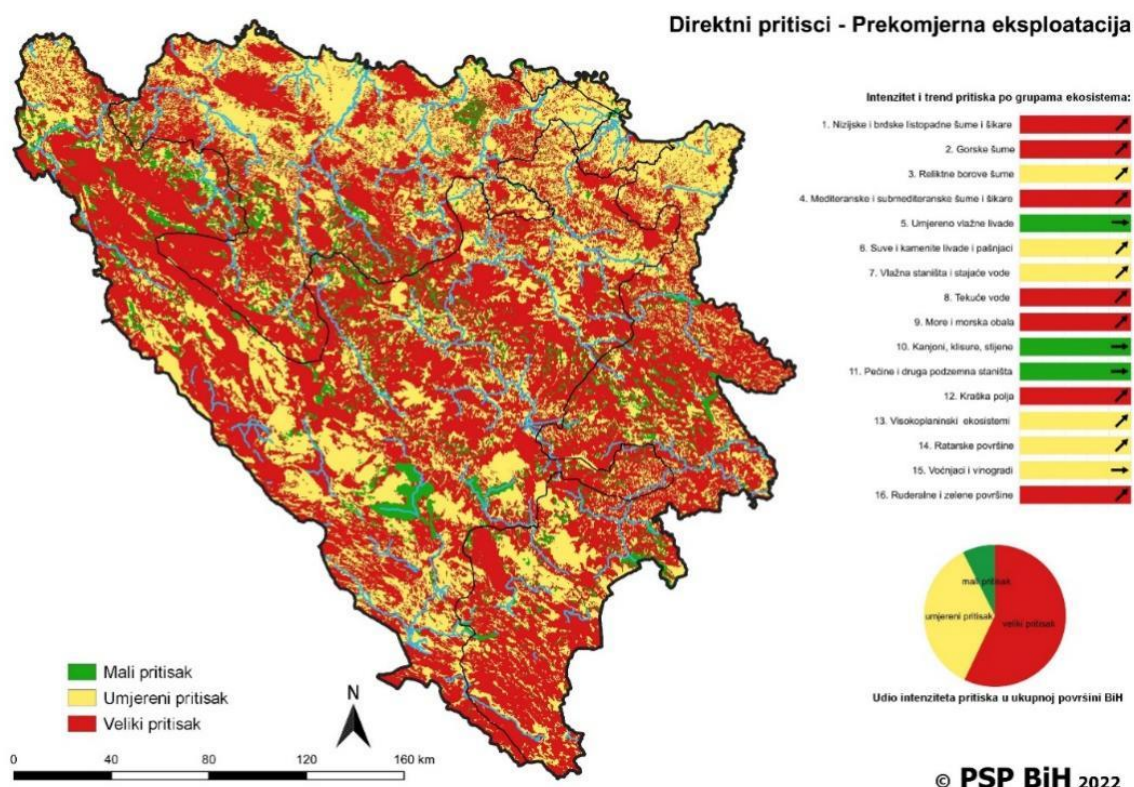 Direktni pritisci - Prekomjerna eksploatacija
Intenzitet i trend pritiska po grupama ekosistema:
1. Nizijske i brdske listopadne šume i šikare
2. Gorske šume
3. Reliktne borove šume
4. Mediteranske i submediteranske šume i šikare
5. Umjereno vlažne livade
6. Suve i kamenite livade i pašnjaci
7. Vlažna staništa i stajaće vode
8. Tekuće vode
9. More i morska obala
10. Kanjoni, klisure, stijene
11. Pećine i druga podzemna staništa
12. Kraška polja
13. Visokoplaninski ekosistemi
14. Ratarske površine
15. Voćnjaci i vinogradi
16. Ruderalne i zelene površine
mali pritisak
umjereni pritisak
veliki pritisak
Udio intenziteta pritiska u ukupnoj površini BiH
Mali pritisak
Umjereni pritisak
Veliki pritisak
N
0 40 80 120 160 km
© PSP BiH 2022